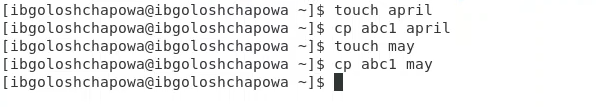 [ibgoloshchapowa@ibgoloshchapowa ~]$ touch april
[ibgoloshchapowa@ibgoloshchapowa ~]$ cp abc1 april
[ibgoloshchapowa@ibgoloshchapowa ~]$ touch may
[ibgoloshchapowa@ibgoloshchapowa ~]$ cp abc1 may
[ibgoloshchapowa@ibgoloshchapowa ~]$